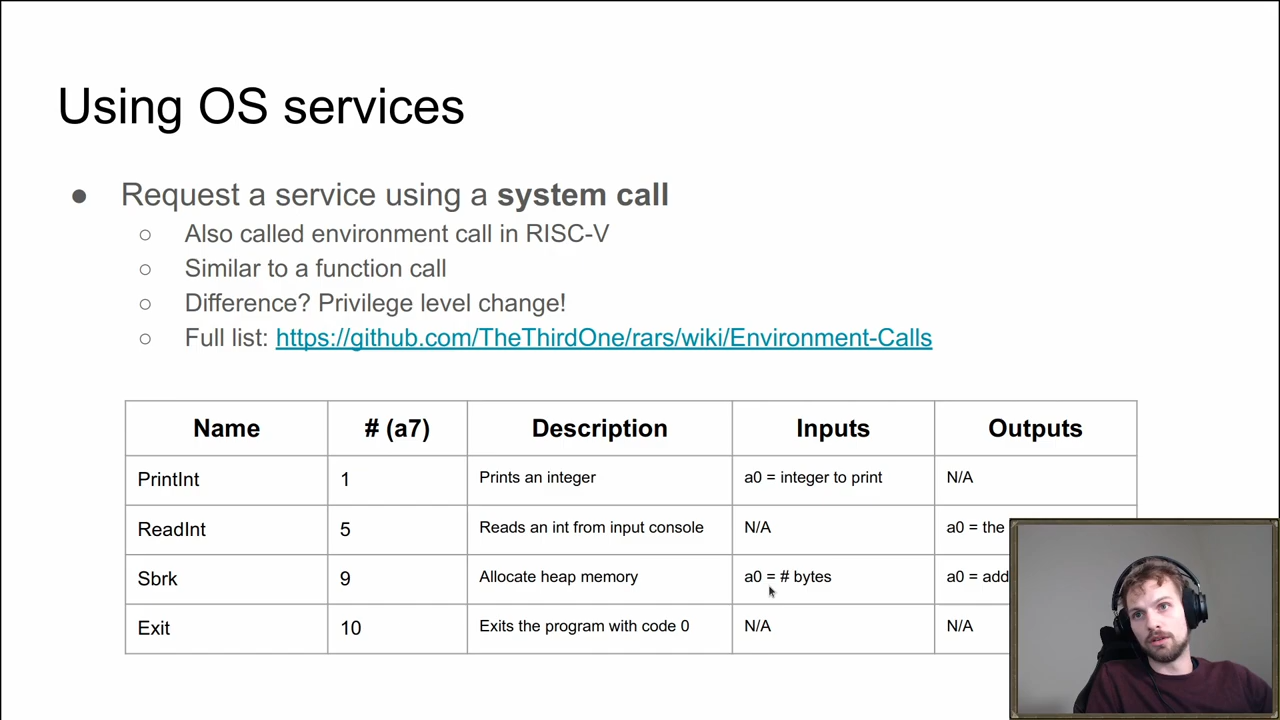 Using OS services
● Request a service using a system call
○ Also called environment call in RISC-V
○ Similar to a function call
○ Difference? Privilege level change!
○ Full list: https://github.com/TheThirdOne/rars/wiki/Environment-Calls
Name # (a7) Description Inputs Outputs
PrintInt 1 Prints an integer a0 = integer to print N/A
ReadInt 5 Reads an int from input console N/A a0 = the
Sbrk 9 Allocate heap memory a0 = # bytes a0 = add
Exit 10 Exits the program with code 0 N/A N/A